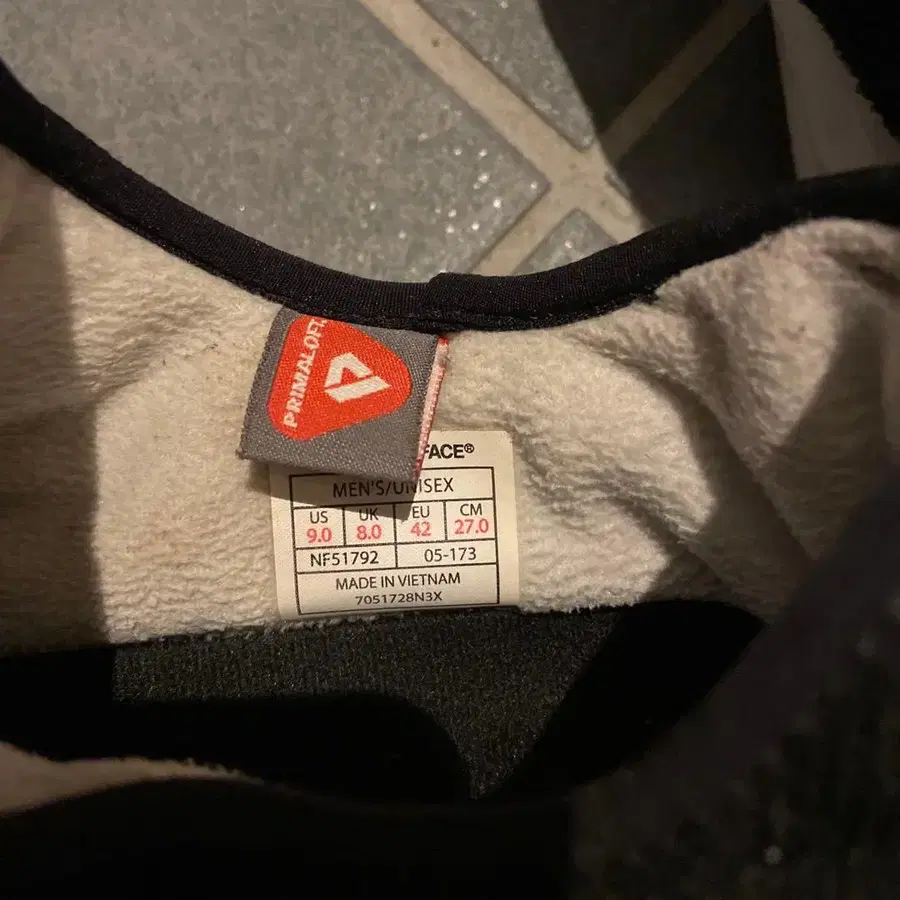 PRIMALOFT.
FACE®
MEN'S/UNISEX
US UK EU CM
9.0 8.0 42 27.0
NF51792 05-173
MADE IN VIETNAM
7051728N3X